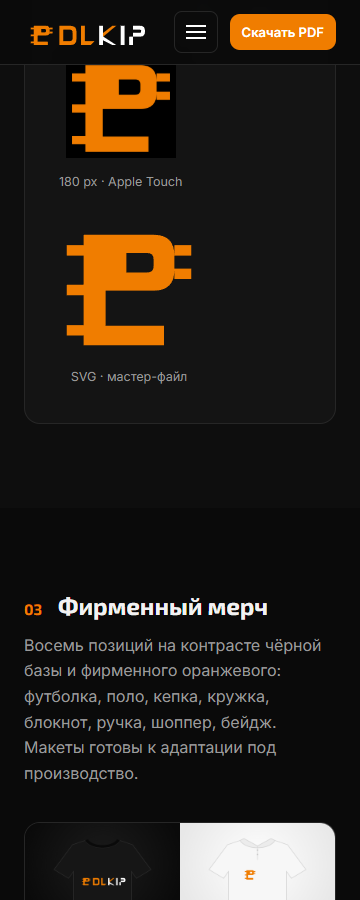 DLKIP
Скачать PDF
180 px · Apple Touch
SVG · мастер-файл
03 Фирменный мерч
Восемь позиций на контрасте чёрной
базы и фирменного оранжевого:
футболка, поло, кепка, кружка,
блокнот, ручка, шоппер, бейдж.
Макеты готовы к адаптации под
производство.
DLKIP